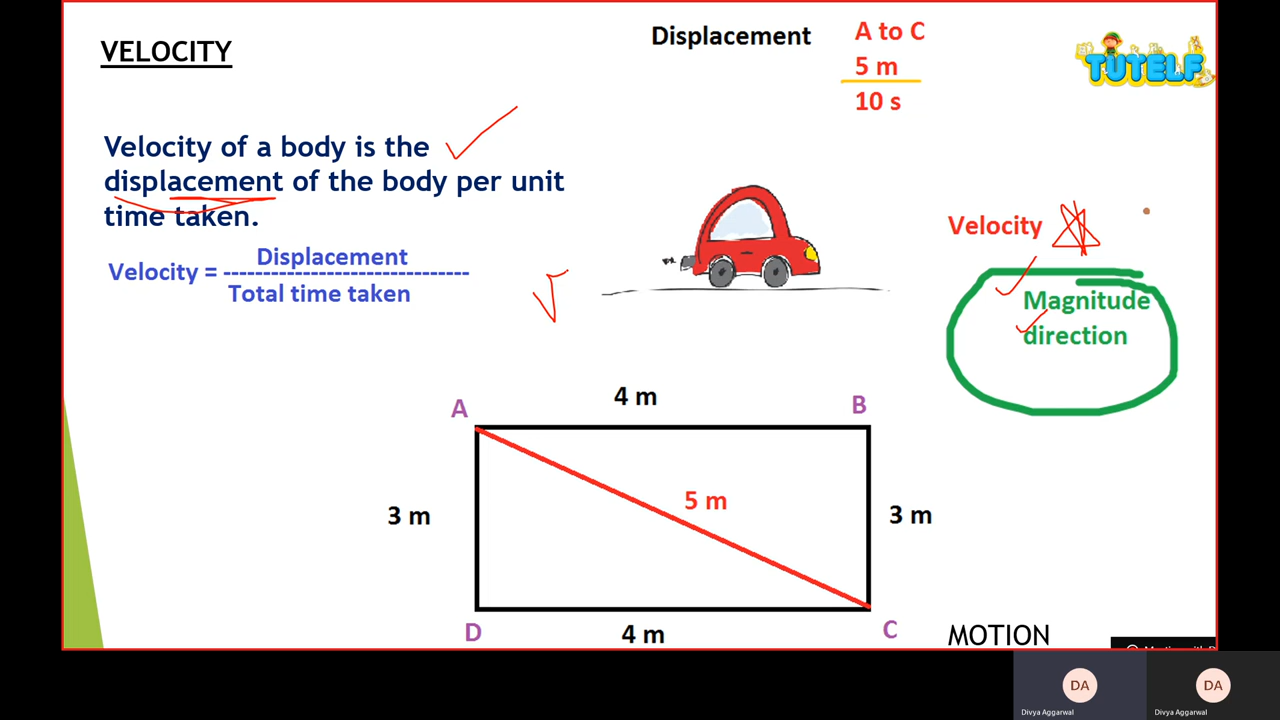 VELOCITY
Displacement
A to C
5 m
10 s
TUTELF
Velocity of a body is the
displacement of the body per unit
time taken.
Velocity = Displacement
--------------------------------
Total time taken
Velocity
Magnitude
direction
4 m
A
B
5 m
3 m
3 m
D
4 m
C
MOTION
DA
DA
Divya Aggarwal
Divya Aggarwal